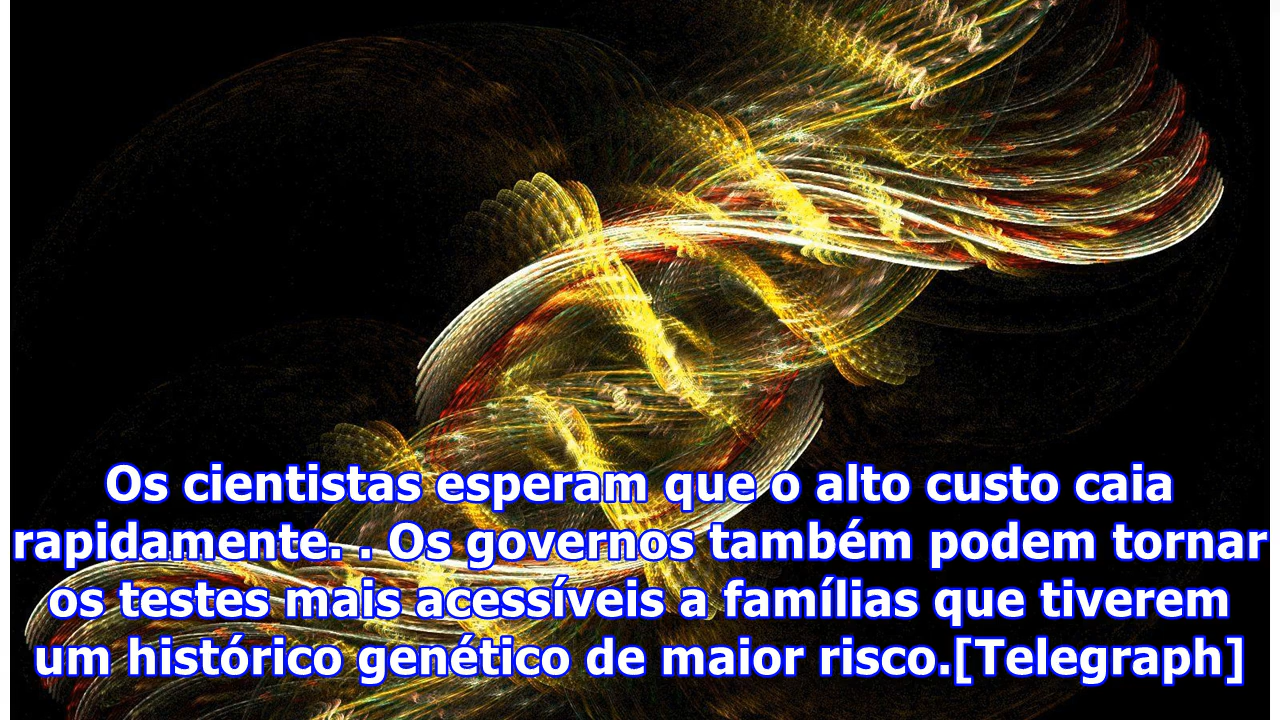 Os cientistas esperam que o alto custo caia
rapidamente. . Os governos também podem tornar
os testes mais acessíveis a famílias que tiverem
um histórico genético de maior risco.[Telegraph]